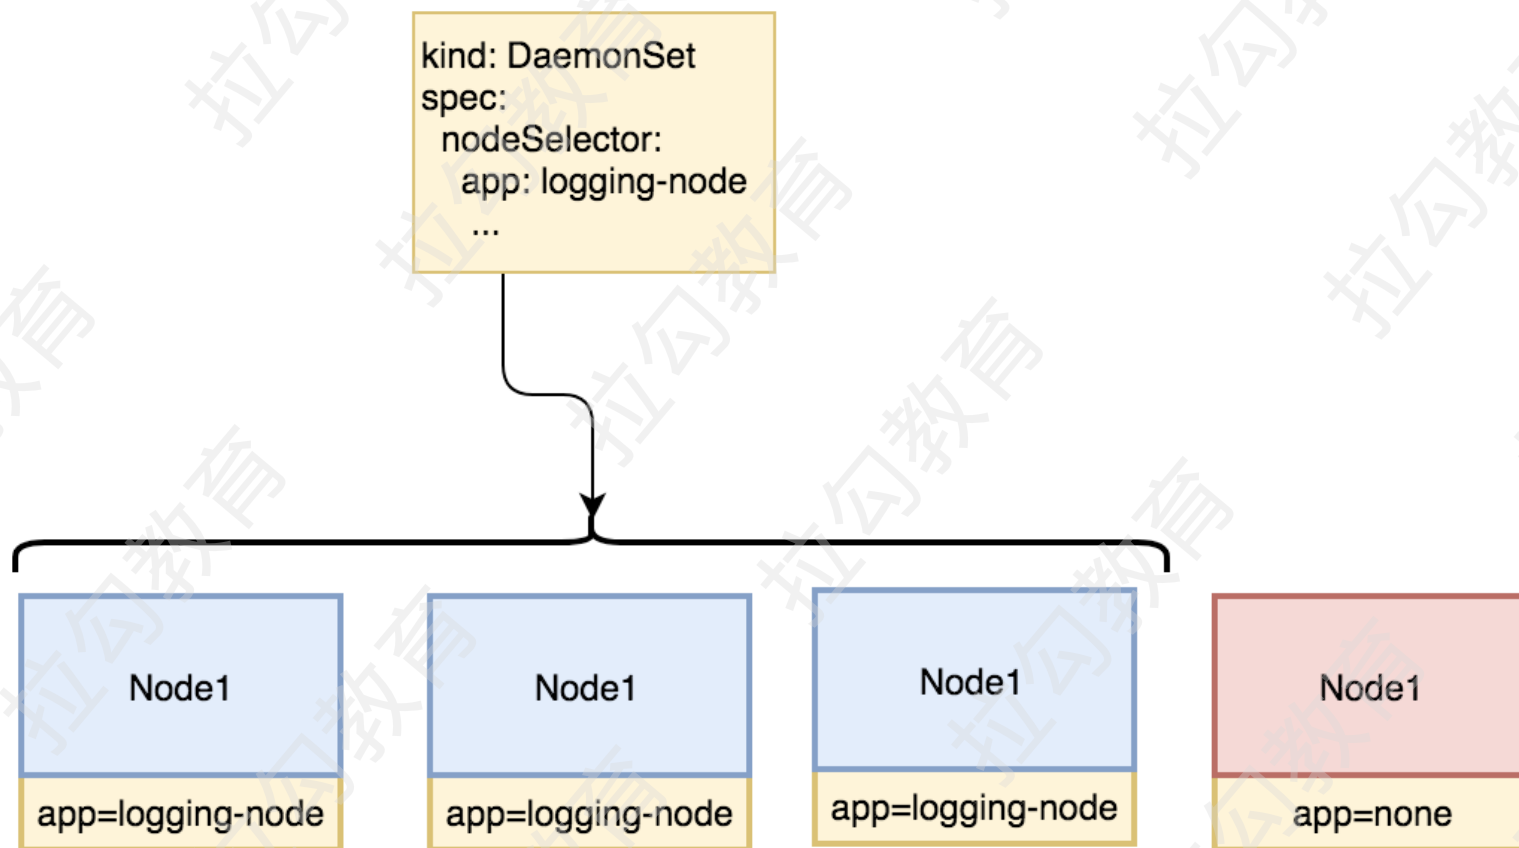 kind: DaemonSet
spec:
nodeSelector:
app: logging-node
...
Node1
Node1
Node1
Node1
app=logging-node
app=logging-node
app=logging-node
app=none
拉勾教育